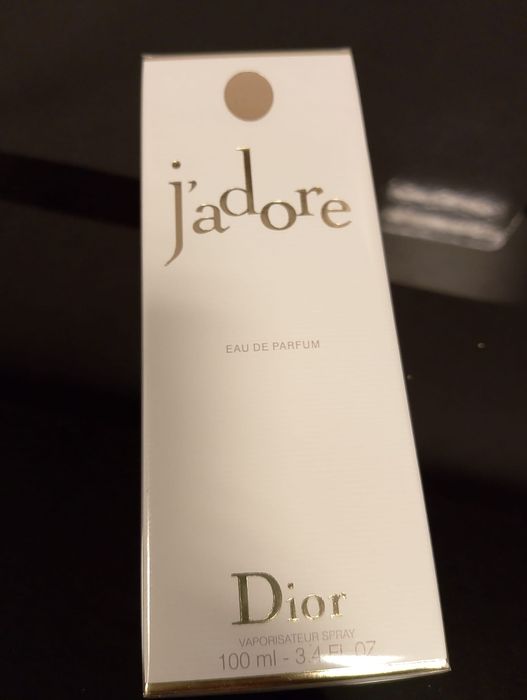 j'adore
EAU DE PARFUM
Dior
VAPORISATEUR SPRAY
100 ml - 3.4 FL.OZ